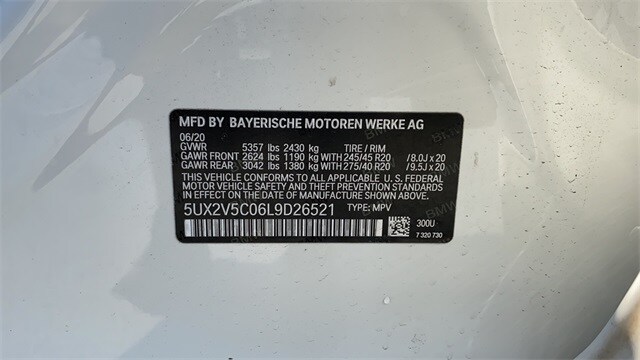 MFD BY BAYERISCHE MOTOREN WERKE AG
06/20
GVWR 5357 lbs 2430 kg TIRE / RIM
GAWR FRONT 2624 lbs 1190 kg WITH 245/45 R20 /8.0J x 20
GAWR REAR 3042 lbs 1380 kg WITH 275/40 R20 /9.5J x 20
THIS VEHICLE CONFORMS TO ALL APPLICABLE FEDERAL
MOTOR VEHICLE SAFETY, BUMPER, AND THEFT PREVENTION
STANDARDS IN EFFECT ON THE DATE OF MANUFACTURE SHOWN ABOVE.
5UX2V5C06L9D26521 TYPE: MPV
300U
7 320 730